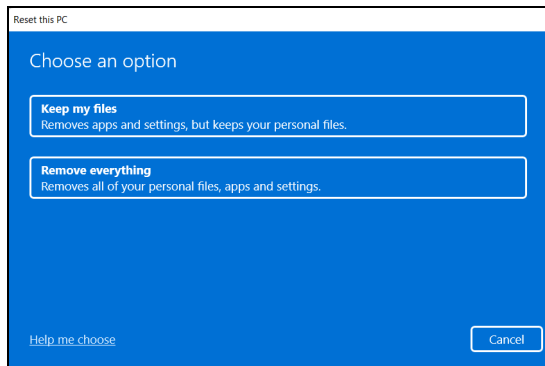 Reset this PC
Choose an option
Keep my files
Removes apps and settings, but keeps your personal files.
Remove everything
Removes all of your personal files, apps and settings.
Help me choose
Cancel